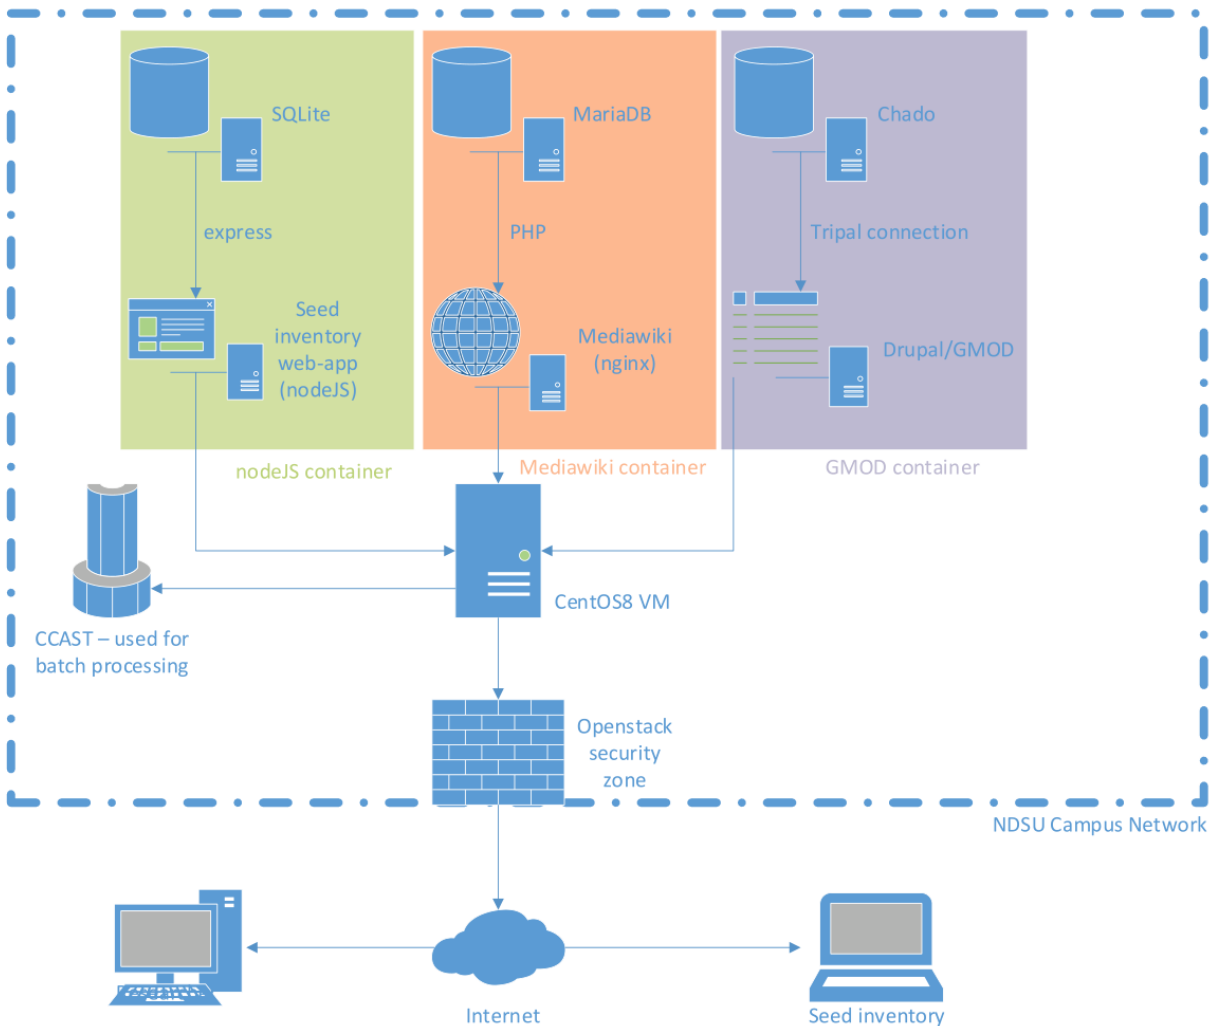 SQLite
MariaDB
Chado
express
PHP
Tripal connection
Seed
inventory
web-app
(nodeJS)
Mediawiki
(nginx)
Drupal/GMOD
nodeJS container
Mediawiki container
GMOD container
CentOS8 VM
CCAST – used for
batch processing
Openstack
security
zone
NDSU Campus Network
Internet
Seed inventory